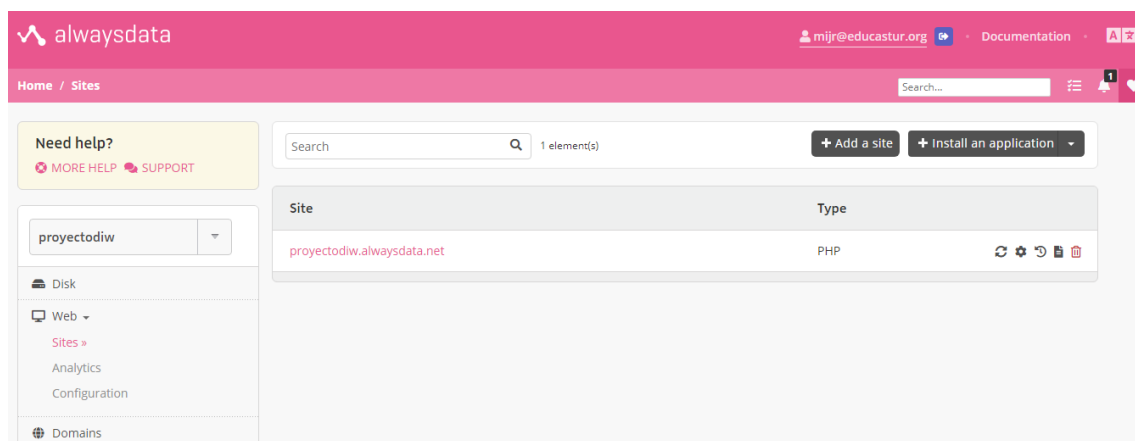 alwaysdata
mijr@educastur.org
Documentation
A
Home / Sites
Search...
1
Need help?
MORE HELP SUPPORT
Search
1 element(s)
+ Add a site
+ Install an application
proyectodiw
Site Type
proyectodiw.alwaysdata.net PHP
Disk
Web
Sites »
Analytics
Configuration
Domains